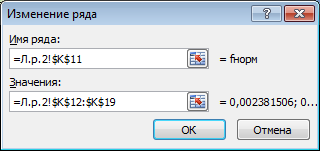 Изменение ряда
Имя ряда:
=Л.р.2!$K$11 = fнорм
Значения:
=Л.р.2!$K$12:$K$19 = 0,002381506; 0...
ОК Отмена